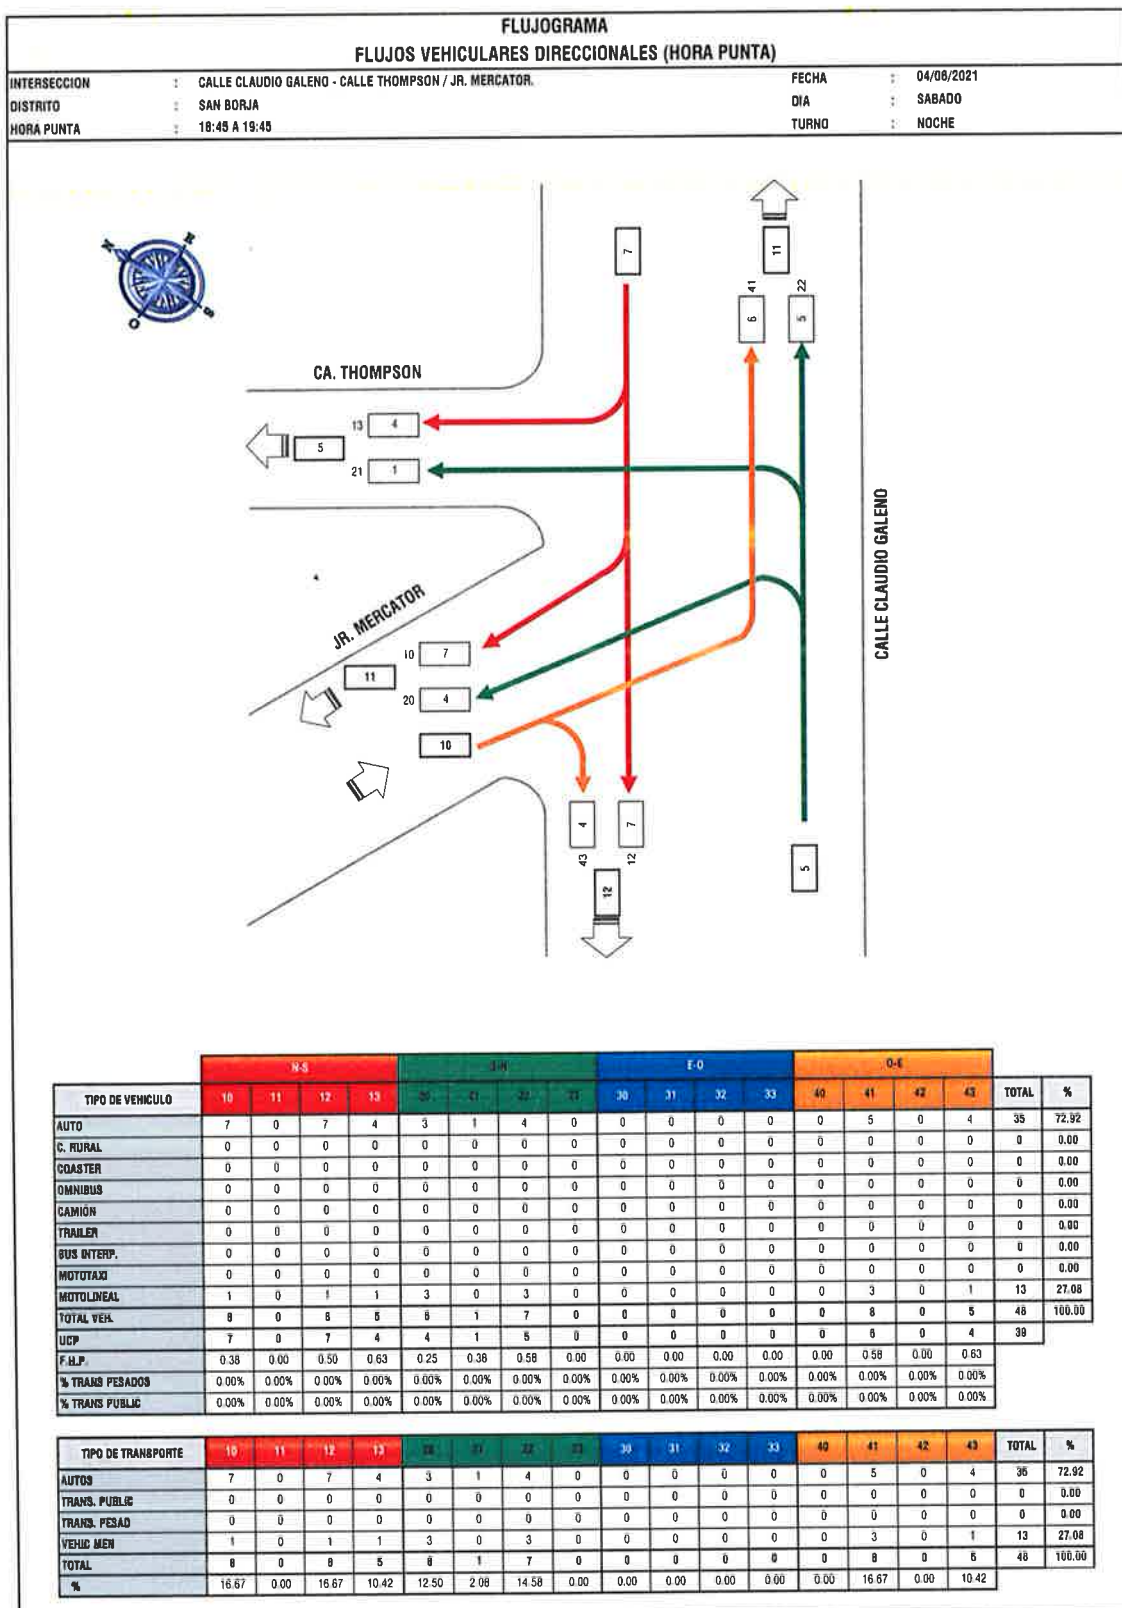 FLUJOGRAMA
FLUJOS VEHICULARES DIRECCIONALES (HORA PUNTA)
INTERSECCION : CALLE CLAUDIO GALENO - CALLE THOMPSON / JR. MERCATOR. FECHA : 04/06/2021
DISTRITO : SAN BORJA DIA : SABADO
HORA PUNTA : 18:45 A 19:45 TURNO : NOCHE
N E
O S
7 11
41 22
6 5
CA. THOMPSON
13 4
5
21 1
CALLE CLAUDIO GALENO
JR. MERCATOR
10 7
11
20 4
10
4 7
43 12
5
12
N-S S-N E-O O-E
TIPO DE VEHICULO 10 11 12 13 20 21 22 23 30 31 32 33 40 41 42 43 TOTAL %
AUTO 7 0 7 4 3 1 4 0 0 0 0 0 0 5 0 4 35 72.92
C. RURAL 0 0 0 0 0 0 0 0 0 0 0 0 0 0 0 0 0 0.00
COASTER 0 0 0 0 0 0 0 0 0 0 0 0 0 0 0 0 0 0.00
OMNIBUS 0 0 0 0 0 0 0 0 0 0 0 0 0 0 0 0 0 0.00
CAMIÓN 0 0 0 0 0 0 0 0 0 0 0 0 0 0 0 0 0 0.00
TRAILER 0 0 0 0 0 0 0 0 0 0 0 0 0 0 0 0 0 0.00
BUS INTERP. 0 0 0 0 0 0 0 0 0 0 0 0 0 0 0 0 0 0.00
MOTOTAXI 0 0 0 0 0 0 0 0 0 0 0 0 0 0 0 0 0 0.00
MOTOLINEAL 1 0 1 1 3 0 3 0 0 0 0 0 0 3 0 1 13 27.08
TOTAL VEH. 8 0 8 5 6 1 7 0 0 0 0 0 0 8 0 5 48 100.00
UCP 7 0 7 4 4 1 5 0 0 0 0 0 0 6 0 4 39
F.H.P. 0.38 0.00 0.50 0.63 0.25 0.38 0.58 0.00 0.00 0.00 0.00 0.00 0.00 0.58 0.00 0.63
% TRANS PESADOS 0.00% 0.00% 0.00% 0.00% 0.00% 0.00% 0.00% 0.00% 0.00% 0.00% 0.00% 0.00% 0.00% 0.00% 0.00% 0.00%
% TRANS PUBLIC 0.00% 0.00% 0.00% 0.00% 0.00% 0.00% 0.00% 0.00% 0.00% 0.00% 0.00% 0.00% 0.00% 0.00% 0.00% 0.00%
TIPO DE TRANSPORTE 10 11 12 13 20 21 22 23 30 31 32 33 40 41 42 43 TOTAL %
AUTOS 7 0 7 4 3 1 4 0 0 0 0 0 0 5 0 4 35 72.92
TRANS. PUBLIC 0 0 0 0 0 0 0 0 0 0 0 0 0 0 0 0 0 0.00
TRANS. PESAD 0 0 0 0 0 0 0 0 0 0 0 0 0 0 0 0 0 0.00
VEHIC MEN 1 0 1 1 3 0 3 0 0 0 0 0 0 3 0 1 13 27.08
TOTAL 8 0 8 5 6 1 7 0 0 0 0 0 0 8 0 5 48 100.00
% 16.67 0.00 16.67 10.42 12.50 2.08 14.58 0.00 0.00 0.00 0.00 0.00 0.00 16.67 0.00 10.42